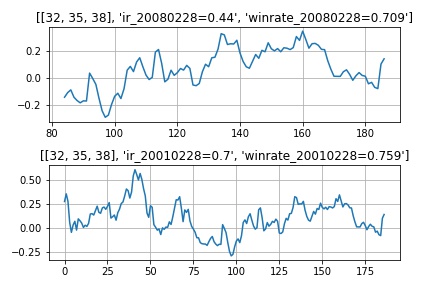 [[32, 35, 38], 'ir_20080228=0.44', 'winrate_20080228=0.709']
0.2
0.0
−0.2
80 100 120 140 160 180
[[32, 35, 38], 'ir_20010228=0.7', 'winrate_20010228=0.759']
0.50
0.25
0.00
−0.25
0 25 50 75 100 125 150 175